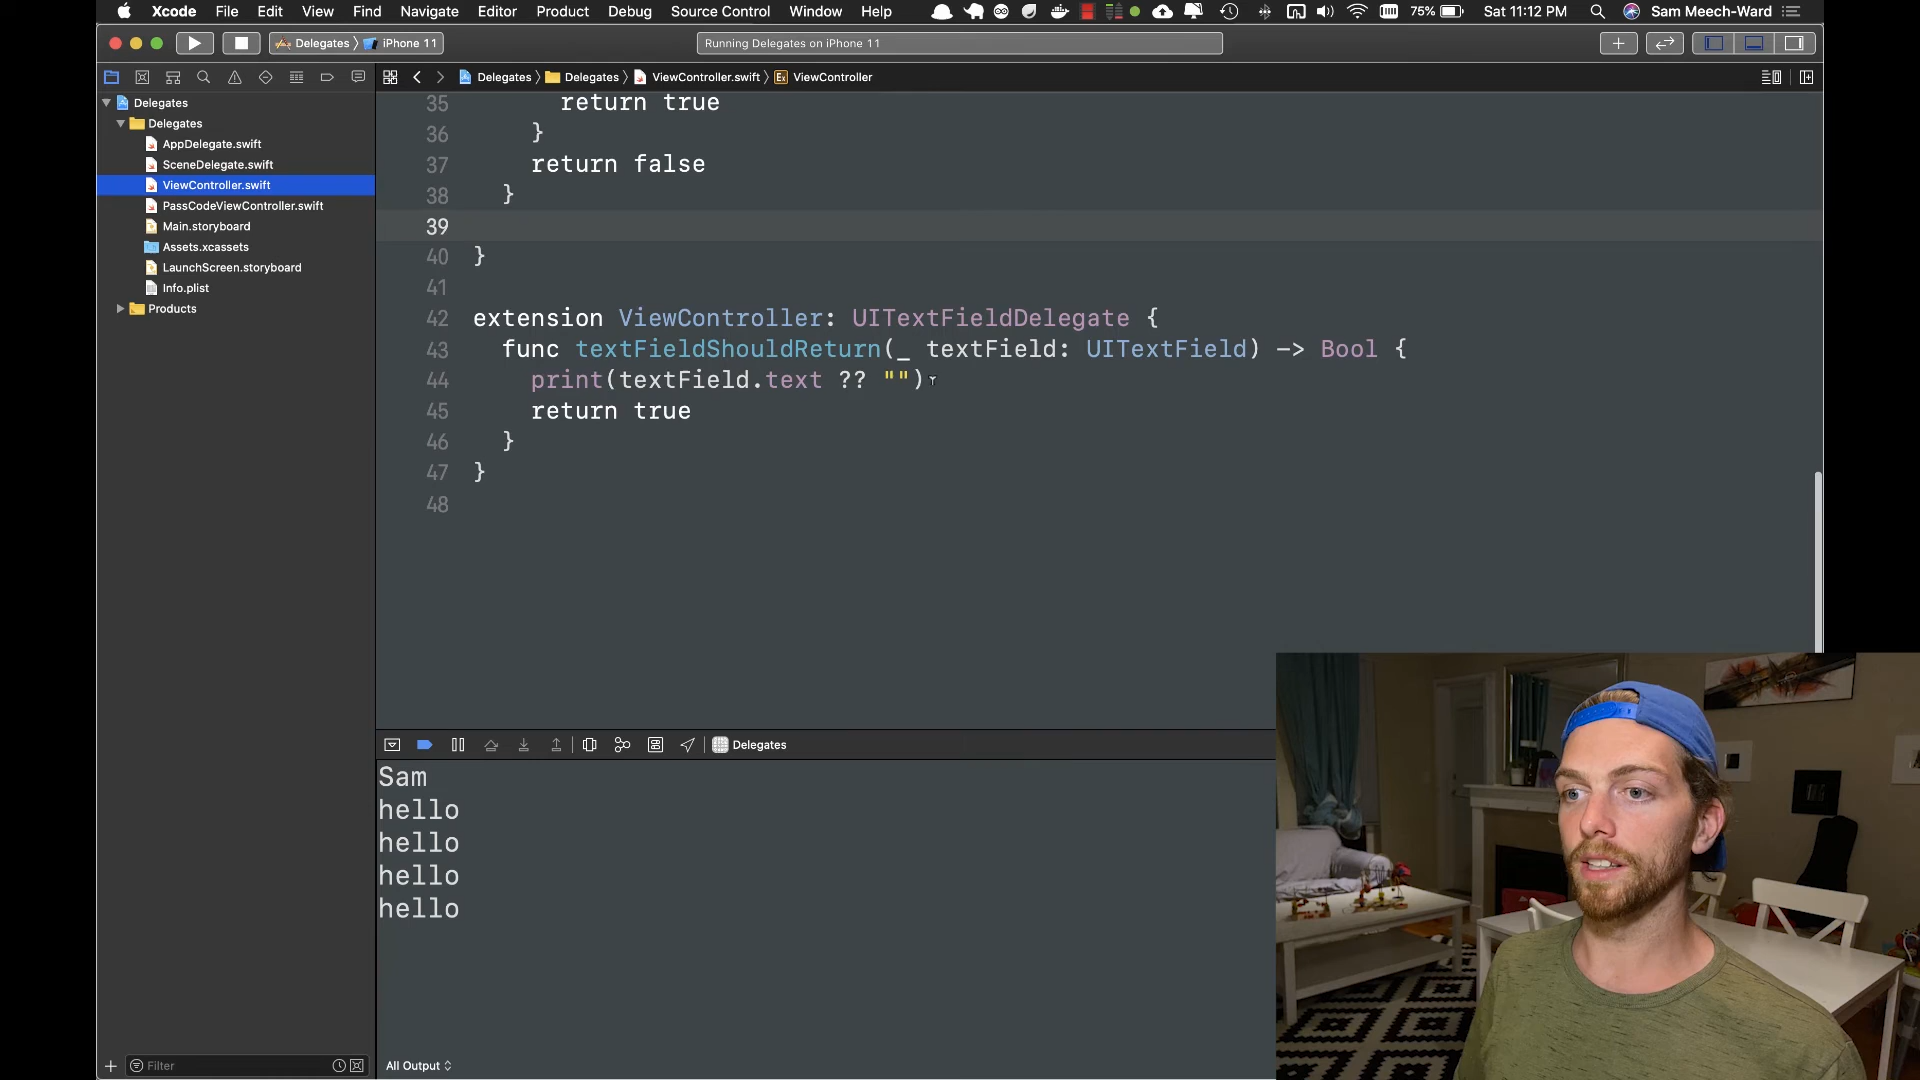 Xcode File Edit View Find Navigate Editor Product Debug Source Control Window Help 75% Sat 11:12 PM Sam Meech-Ward
Delegates iPhone 11 Running Delegates on iPhone 11
Delegates Delegates ViewController.swift Ex ViewController
Delegates
Delegates
AppDelegate.swift
SceneDelegate.swift
ViewController.swift
PassCodeViewController.swift
Main.storyboard
Assets.xcassets
LaunchScreen.storyboard
Info.plist
Products
Filter
35 return true
36 }
37 return false
38 }
39
40 }
41
42 extension ViewController: UITextFieldDelegate {
43 func textFieldShouldReturn(_ textField: UITextField) -> Bool {
44 print(textField.text ?? "")
45 return true
46 }
47 }
48
Delegates
Sam
hello
hello
hello
hello
All Output